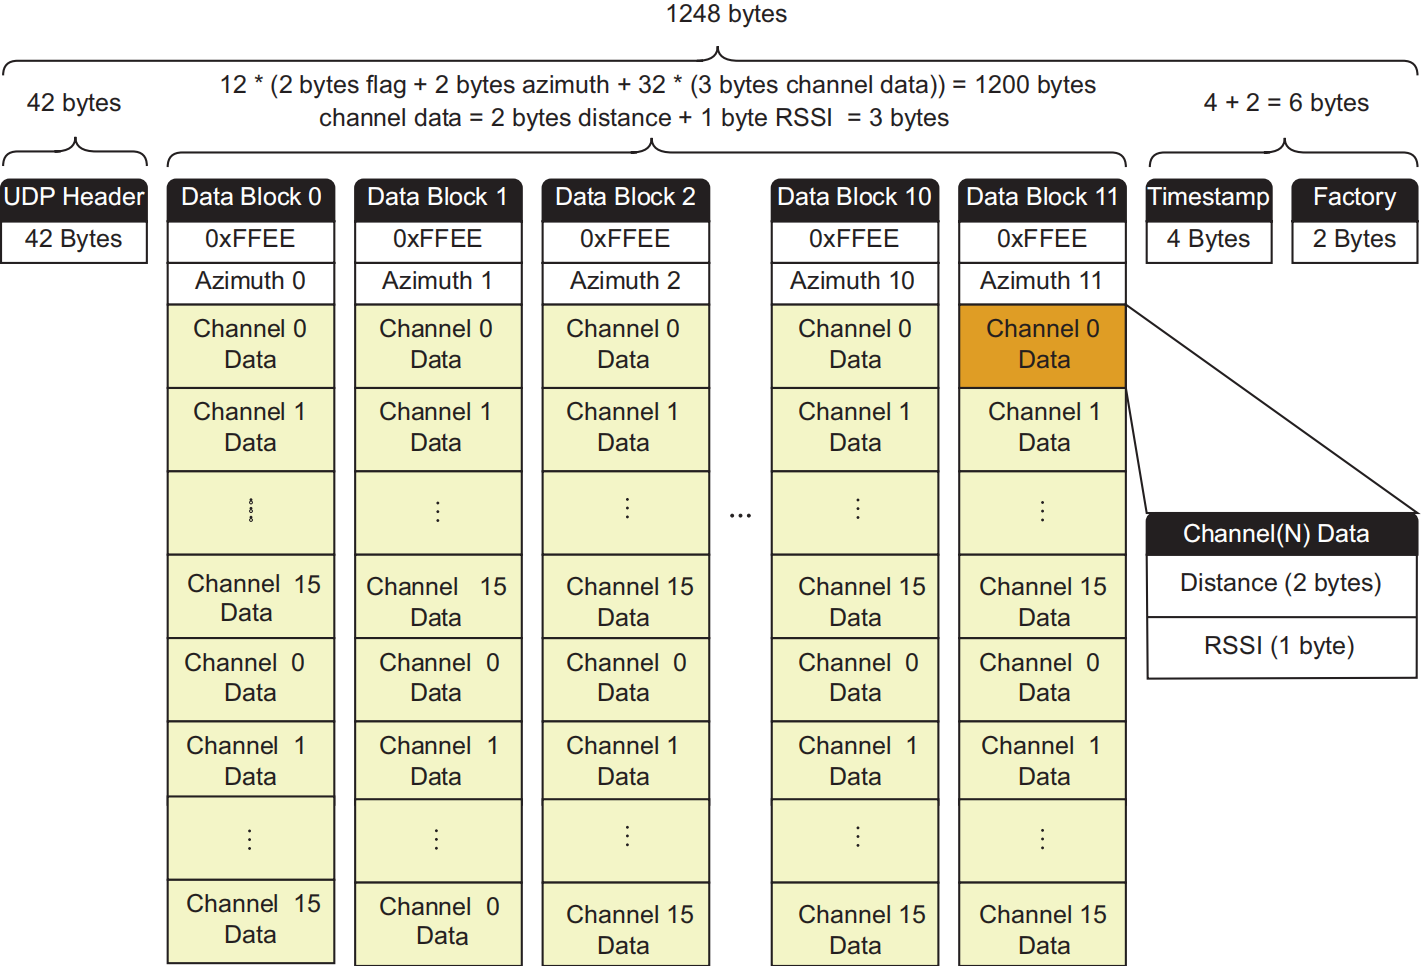 1248 bytes
12 * (2 bytes flag + 2 bytes azimuth + 32 * (3 bytes channel data)) = 1200 bytes
channel data = 2 bytes distance + 1 byte RSSI = 3 bytes
42 bytes
4 + 2 = 6 bytes
UDP Header
42 Bytes
Data Block 0
0xFFEE
Azimuth 0
Channel 0
Data
Channel 1
Data
⋮
Channel 15
Data
Channel 0
Data
Channel 1
Data
⋮
Channel 15
Data
Data Block 1
0xFFEE
Azimuth 1
Channel 0
Data
Channel 1
Data
⋮
Channel 15
Data
Channel 0
Data
Channel 1
Data
⋮
Channel 0
Data
Data Block 2
0xFFEE
Azimuth 2
Channel 0
Data
Channel 1
Data
⋮
Channel 15
Data
Channel 0
Data
Channel 1
Data
⋮
Channel 15
Data
...
Data Block 10
0xFFEE
Azimuth 10
Channel 0
Data
Channel 1
Data
⋮
Channel 15
Data
Channel 0
Data
Channel 1
Data
⋮
Channel 15
Data
Data Block 11
0xFFEE
Azimuth 11
Channel 0
Data
Channel 1
Data
⋮
Channel 15
Data
Channel 0
Data
Channel 1
Data
⋮
Channel 15
Data
Timestamp
4 Bytes
Factory
2 Bytes
Channel(N) Data
Distance (2 bytes)
RSSI (1 byte)